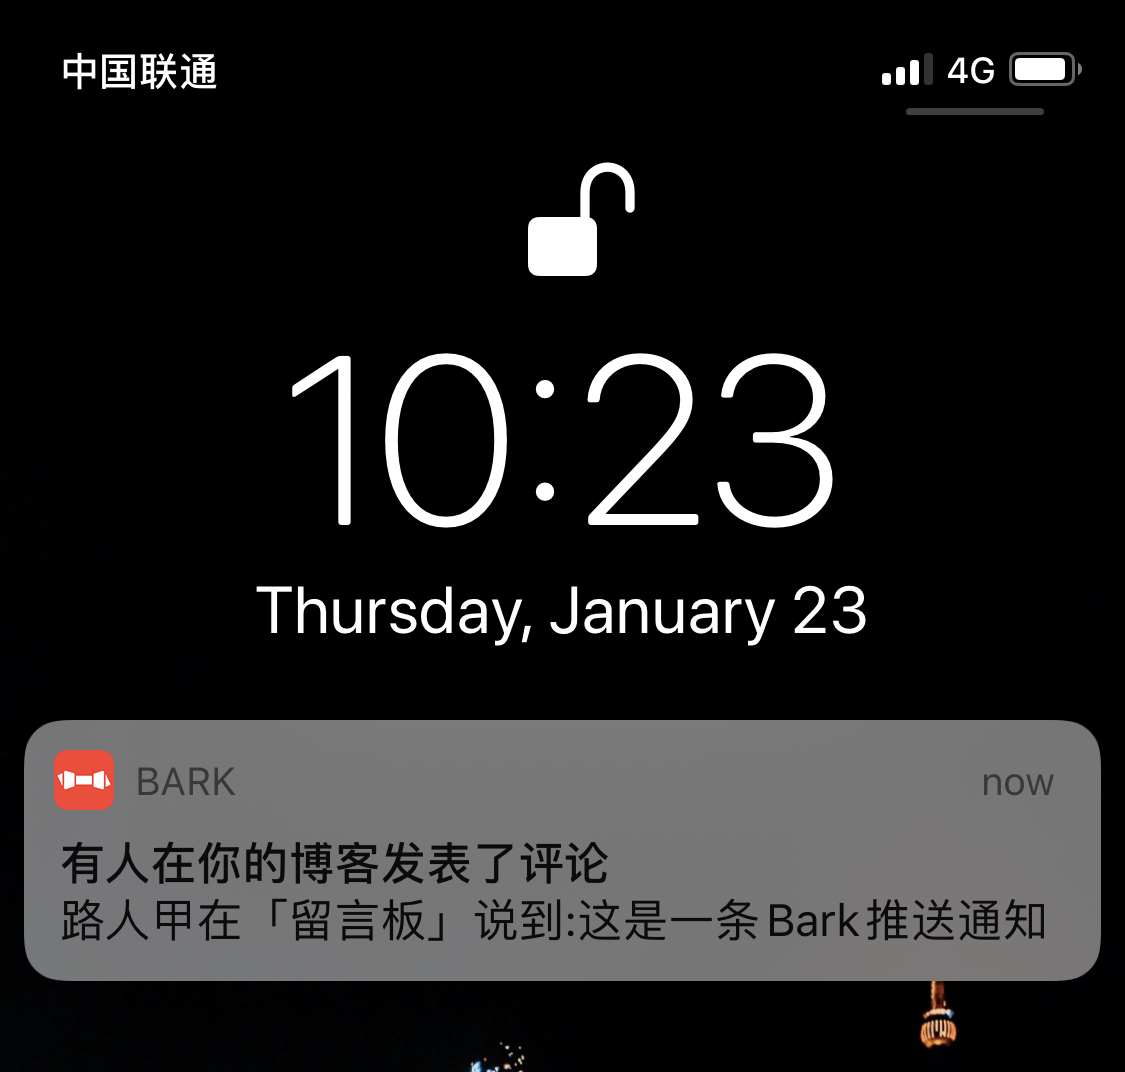 中国联通 4G
10:23
Thursday, January 23
BARK now
有人在你的博客发表了评论
路人甲在「留言板」说到:这是一条Bark推送通知